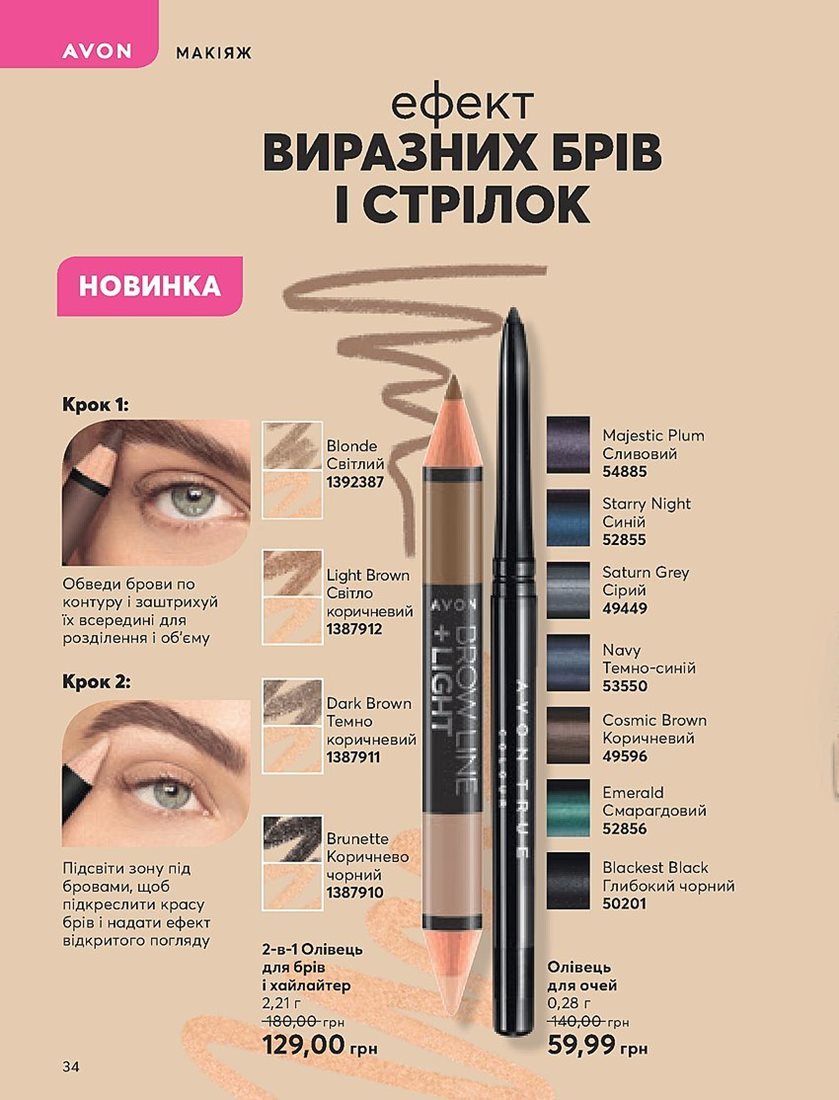 AVON
МАКІЯЖ
ефект
ВИРАЗНИХ БРІВ
І СТРІЛОК
НОВИНКА
Крок 1:
Обведи брови по
контуру і заштрихуй
їх всередині для
розділення і об'єму
Крок 2:
Підсвіти зону під
бровами, щоб
підкреслити красу
брів і надати ефект
відкритого погляду
Blonde
Світлий
1392387
Light Brown
Світло
коричневий
1387912
Dark Brown
Темно
коричневий
1387911
Brunette
Коричнево
чорний
1387910
2-в-1 Олівець
для брів
і хайлайтер
2,21 г
180,00 грн
129,00 грн
AVON
BROW LINE
+ LIGHT
AVON TRUE
COLOUR
Majestic Plum
Сливовий
54885
Starry Night
Синій
52855
Saturn Grey
Сірий
49449
Navy
Темно-синій
53550
Cosmic Brown
Коричневий
49596
Emerald
Смарагдовий
52856
Blackest Black
Глибокий чорний
50201
Олівець
для очей
0,28 г
140,00 грн
59,99 грн
34